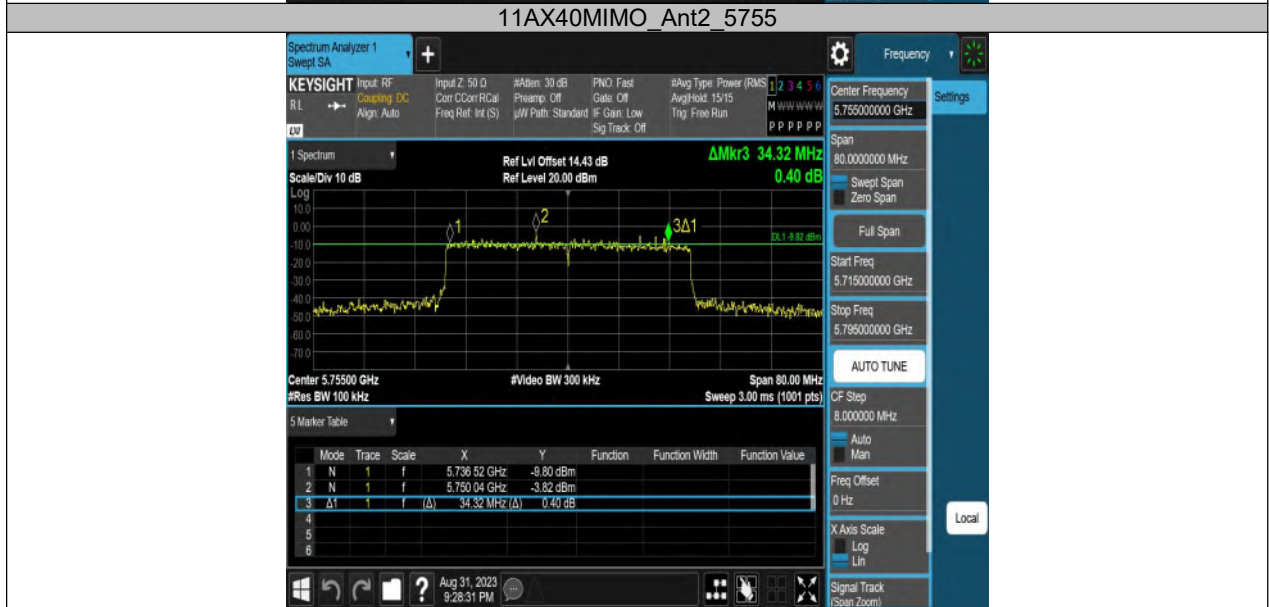 11AX40MIMO_Ant2_5755
Spectrum Analyzer 1
Swept SA
+
Frequency
KEYSIGHT
RL
LXI
Input: RF
Coupling: DC
Align: Auto
Input Z: 50 Ω
Corr CCorr RCal
Freq Ref: Int (S)
#Atten: 30 dB
Preamp: Off
µW Path: Standard
PNO: Fast
Gate: Off
IF Gain: Low
Sig Track: Off
#Avg Type: Power (RMS
Avg|Hold: 15/15
Trig: Free Run
1 2 3 4 5 6
M W W W W W
P P P P P P
Center Frequency
5.755000000 GHz
Settings
1 Spectrum
Scale/Div 10 dB
Ref Lvl Offset 14.43 dB
Ref Level 20.00 dBm
ΔMkr3 34.32 MHz
0.40 dB
Span
80.0000000 MHz
Swept Span
Zero Span
Full Span
Start Freq
5.715000000 GHz
Stop Freq
5.795000000 GHz
AUTO TUNE
CF Step
8.000000 MHz
Auto
Man
Freq Offset
0 Hz
X Axis Scale
Log
Lin
Signal Track
(Span Zoom)
Local
Log
10.0
0.00
-10.0
-20.0
-30.0
-40.0
-50.0
-60.0
-70.0
1
2
3Δ1
DL1 -9.82 dBm
Center 5.75500 GHz
#Res BW 100 kHz
#Video BW 300 kHz
Span 80.00 MHz
Sweep 3.00 ms (1001 pts)
5 Marker Table
Mode Trace Scale X Y Function Function Width Function Value
1 N 1 f 5.736 52 GHz -9.80 dBm
2 N 1 f 5.750 04 GHz -3.82 dBm
3 Δ1 1 f (Δ) 34.32 MHz (Δ) 0.40 dB
4
5
6
?
Aug 31, 2023
9:28:31 PM